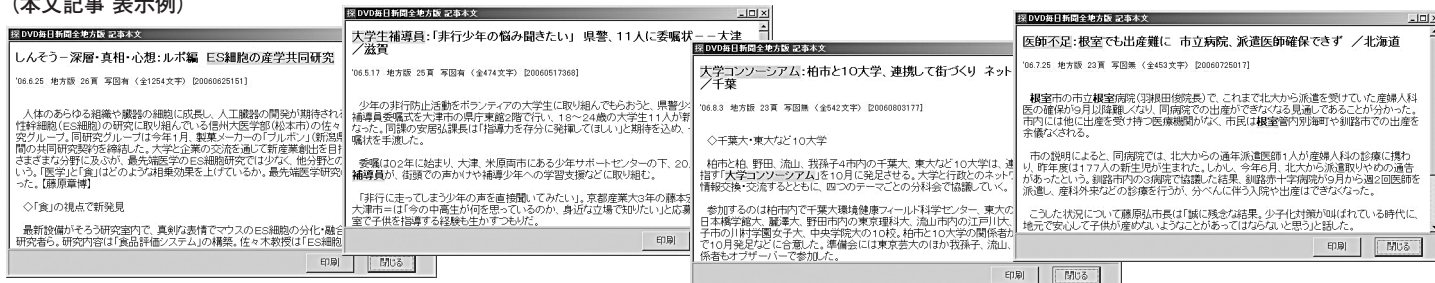 （本文記事 表示例）
DVD毎日新聞全地方版 記事本文
しんそう－深層・真相・心想：ルポ編 ES細胞の産学共同研究
'06.6.25 地方版 26頁 写図有 （全1254文字） [20060625151]
人体のあらゆる組織や臓器の細胞に成長し、人工臓器の開発が期待される
性幹細胞（ES細胞）の研究に取り組んでいる信州大医学部（松本市）の佐々
究グループ。同研究グループは今年1月、製菓メーカーの「ブルボン」（新潟県
間の共同研究契約を締結した。大学と企業の交流を通じて新産業創出を目指
さまざまな分野に及ぶが、最先端医学のES細胞研究では少なく、他分野との
いう。「医学」と「食」はどのような相乗効果を上げているか。最先端医学研究
った。【藤原章博】
◇「食」の視点で新発見
最新設備がそろう研究室内で、真剣な表情でマウスのES細胞の分化・融合
研究者ら。研究内容は「食品評価システム」の構築。佐々木教授は「ES細胞
印刷 閉じる
DVD毎日新聞全地方版 記事本文
大学生補導員：「非行少年の悩み聞きたい」 県警、11人に委嘱状－－大津
／滋賀
'06.5.17 地方版 25頁 写図有 （全474文字） [20060517368]
少年の非行防止活動をボランティアの大学生に取り組んでもらおうと、県警少
補導員委嘱式を大津市の県庁東館2階で行い、18～24歳の大学生11人が新
なった。同課の安居弘課長は「指導力を存分に発揮してほしい」と期待を込め、
嘱状を手渡した。
委嘱は02年に始まり、大津、米原両市にある少年サポートセンターの下、20.
補導員が、街頭での声かけや補導少年への学習支援などに取り組む。
「非行に走ってしまう少年の声を直接聞いてみたい」。京都産業大3年の藤本
大津市＝は「今の中高生が何を思っているのか、身近な立場で知りたい」と応募
室で子供を指導する経験も生かすつもりだ。
印刷
DVD毎日新聞全地方版 記事本文
大学コンソーシアム：柏市と10大学、連携して街づくり ネット
／千葉
'06.8.3 地方版 23頁 写図無 （全542文字） [20060803177]
◇千葉大・東大など10大学
柏市と柏、野田、流山、我孫子4市内の千葉大、東大など10大学は、連
指す「大学コンソーシアム」を10月に発足させる。大学と行政とのネット
情報交換・交流するとともに、四つのテーマごとの分科会で協議していく。
参加するのは柏市内で千葉大環境健康フィールド科学センター、東大の
日本橋学館大、麗澤大、野田市内の東京理科大、流山市内の江戸川大、
子市の川村学園女子大、中央学院大の10校。柏市と10大学の関係者が
で10月発足などに合意した。準備会には東京芸大のほか我孫子、流山、
係者もオブザーバーで参加した。
印刷 閉じる
DVD毎日新聞全地方版 記事本文
医師不足：根室でも出産難に 市立病院、派遣医師確保できず ／北海道
'06.7.25 地方版 23頁 写図無 （全453文字） [20060725017]
根室市の市立根室病院（羽根田俊院長）で、これまで北大から派遣を受けていた産婦人科
医の確保が9月以降難しくなり、同病院での出産ができなくなる見通しであることが分かった。
市内には他に出産を受け持つ医療機関がなく、市民は根室管内別海町や釧路市での出産を
余儀なくされる。
市の説明によると、同病院では、北大からの通年派遣医師1人が産婦人科の診療に携わ
り、昨年度は177人の新生児が生まれた。しかし、今年6月、北大から派遣取りやめの通告
があったという。釧路市内の3病院で協議した結果、釧路赤十字病院が9月から週2回医師を
派遣し、産科外来などの診療を行うが、分べんに伴う入院や出産はできなくなった。
こうした状況について藤原弘市長は「誠に残念な結果。少子化対策が叫ばれている時代に、
地元で安心して子供が産めないようなことがあってはならないと思う」と話した。
印刷 閉じる